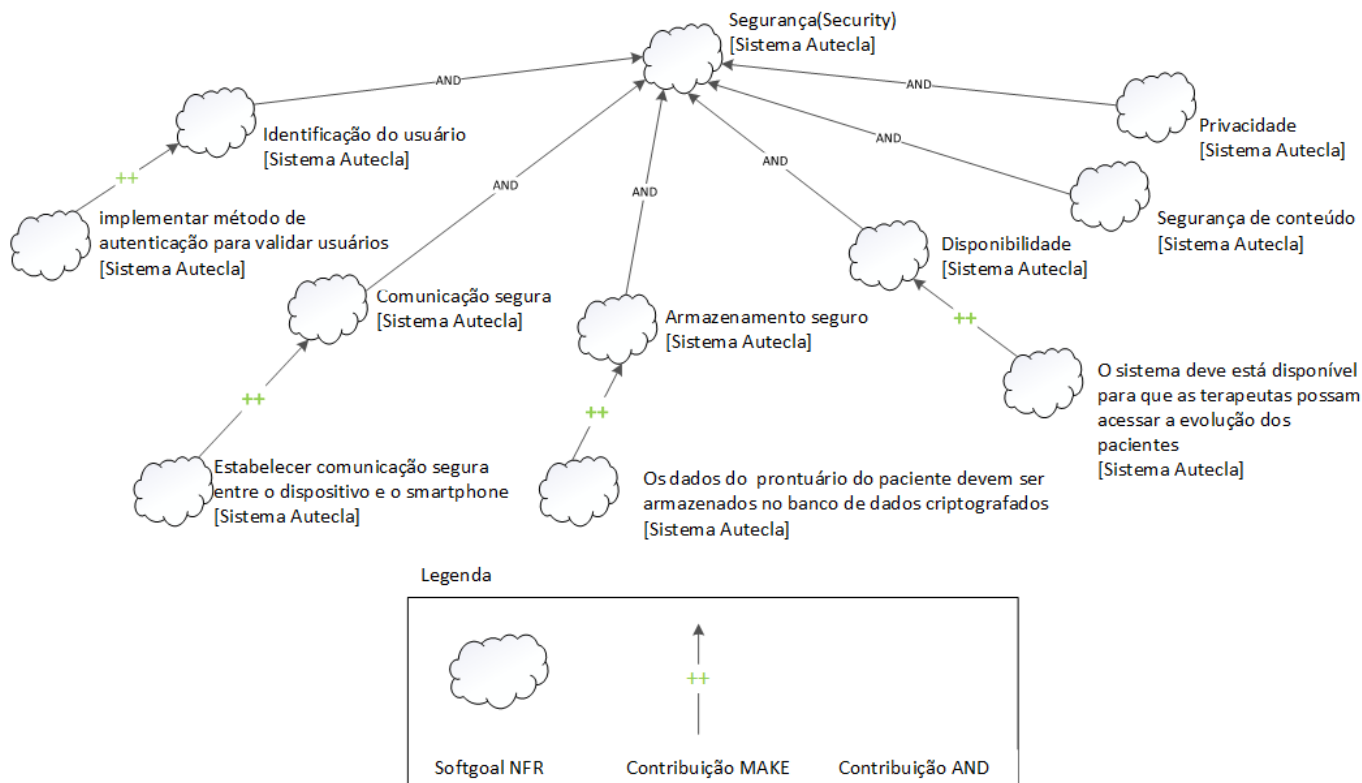 Segurança(Security)
[Sistema Autecla]
AND
AND
Identificação do usuário
[Sistema Autecla]
Privacidade
[Sistema Autecla]
++
AND
AND
AND
AND
implementar método de
autenticação para validar usuários
[Sistema Autecla]
Segurança de conteúdo
[Sistema Autecla]
Disponibilidade
[Sistema Autecla]
Comunicação segura
[Sistema Autecla]
Armazenamento seguro
[Sistema Autecla]
++
++
++
O sistema deve está disponível
para que as terapeutas possam
acessar a evolução dos
pacientes
[Sistema Autecla]
Estabelecer comunicação segura
entre o dispositivo e o smartphone
[Sistema Autecla]
Os dados do prontuário do paciente devem ser
armazenados no banco de dados criptografados
[Sistema Autecla]
Legenda
++
Softgoal NFR
Contribuição MAKE
Contribuição AND